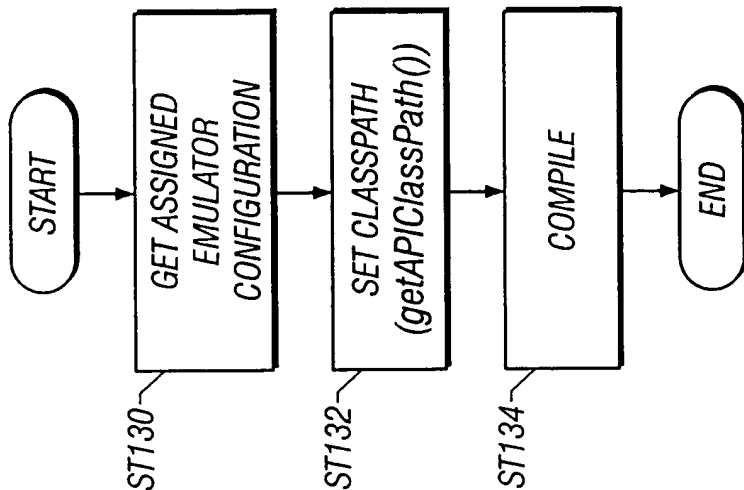 START
GET ASSIGNED
EMULATOR
CONFIGURATION
ST130
SET CLASSPATH
(getAPIClassPath())
ST132
COMPILE
ST134
END